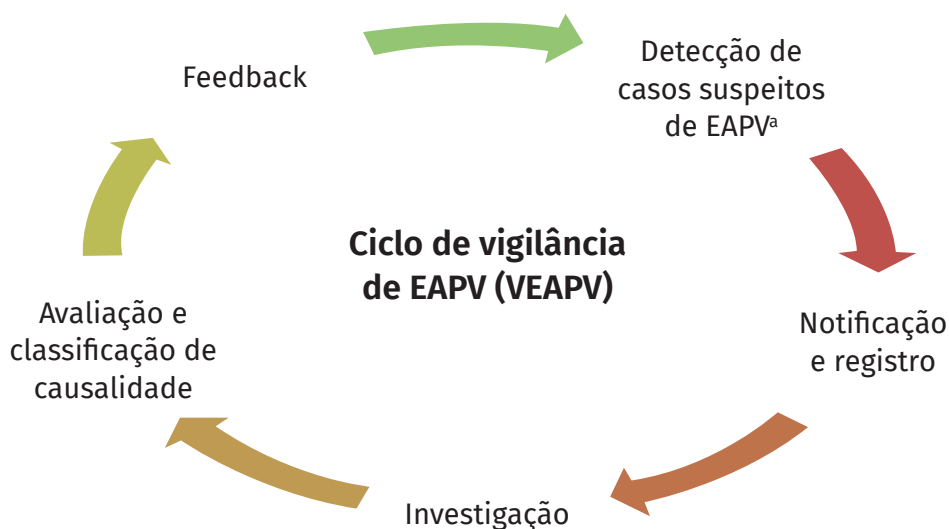 Ciclo de vigilância
de EAPV (VEAPV)
Detecção de
casos suspeitos
de EAPVᵃ
Notificação
e registro
Investigação
Avaliação e
classificação de
causalidade
Feedback